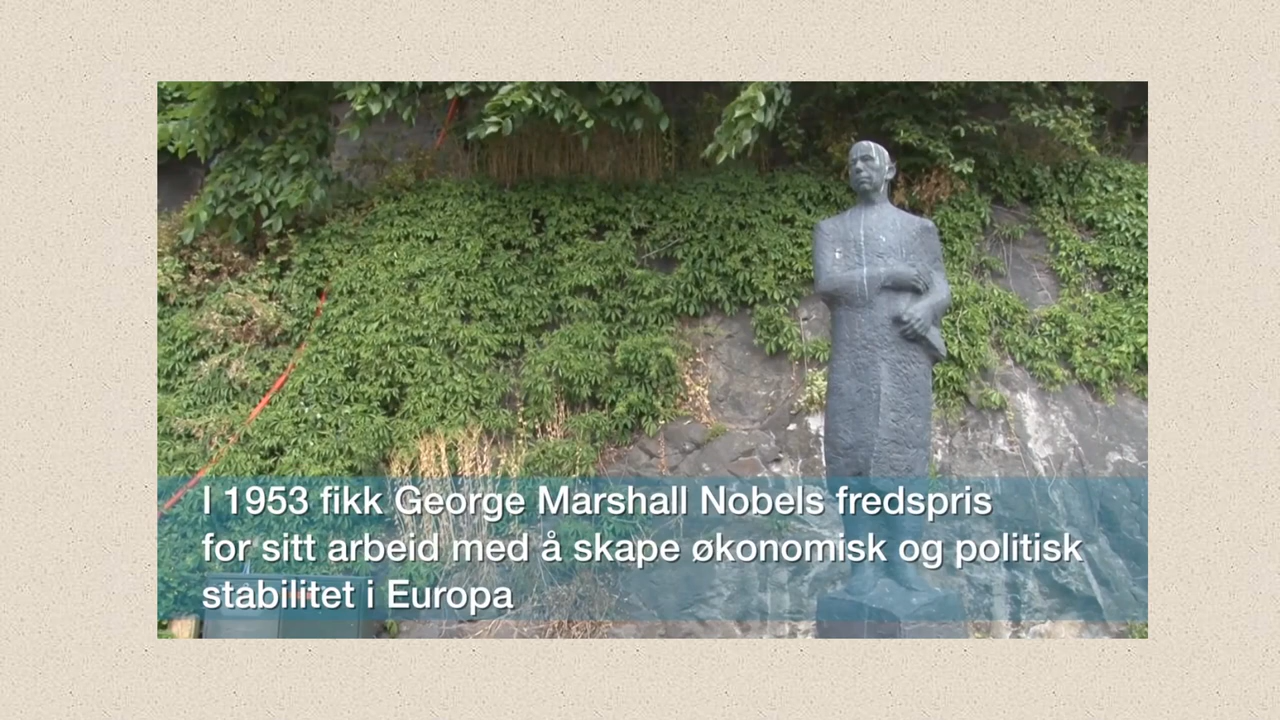 I 1953 fikk George Marshall Nobels fredspris
for sitt arbeid med å skape økonomisk og politisk
stabilitet i Europa